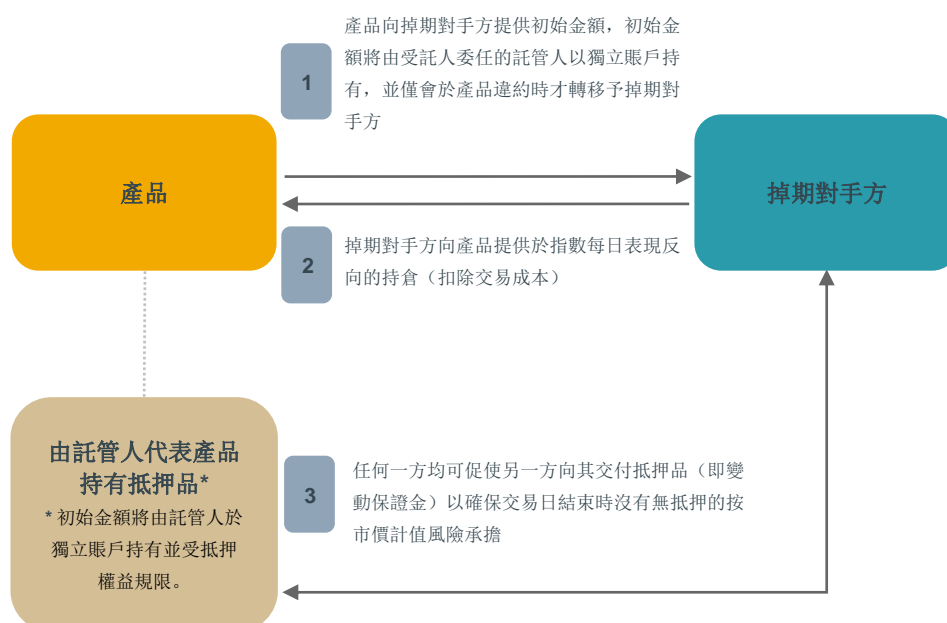 產品向掉期對手方提供初始金額，初始金
額將由受託人委任的託管人以獨立賬戶持
有，並僅會於產品違約時才轉移予掉期對
手方
1
產品
掉期對手方
2
掉期對手方向產品提供於指數每日表現反
向的持倉（扣除交易成本）
由託管人代表產品
持有抵押品*
* 初始金額將由託管人於
獨立賬戶持有並受抵押
權益規限。
3
任何一方均可促使另一方向其交付抵押品（即變
動保證金）以確保交易日結束時沒有無抵押的按
市價計值風險承擔